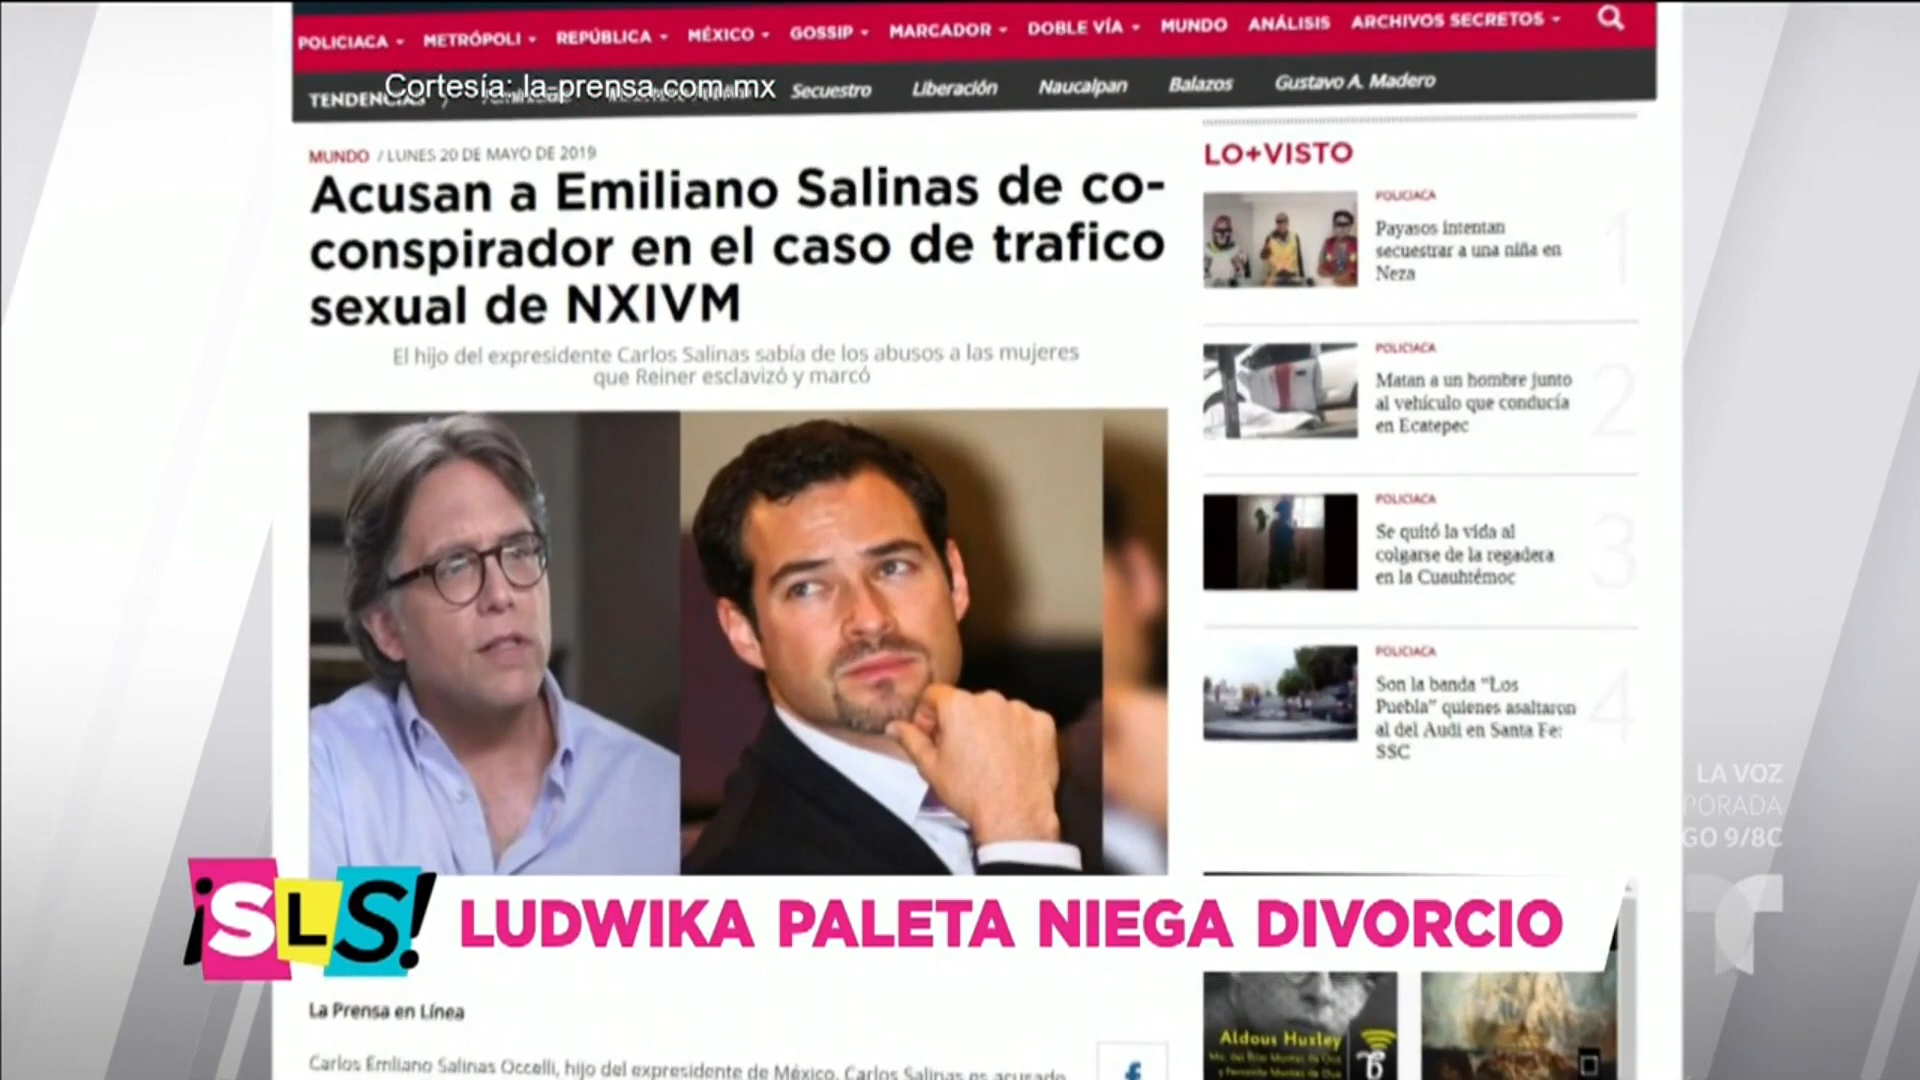 POLICIACA METRÓPOLI REPÚBLICA MÉXICO GOSSIP MARCADOR DOBLE VÍA MUNDO ANÁLISIS ARCHIVOS SECRETOS
Cortesía: la-prensa.com.mx
Secuestro Liberación Naucalpan Balazos Gustavo A. Madero
MUNDO / LUNES 20 DE MAYO DE 2019
Acusan a Emiliano Salinas de co-
conspirador en el caso de trafico
sexual de NXIVM
El hijo del expresidente Carlos Salinas sabía de los abusos a las mujeres
que Reiner esclavizó y marcó
LO+VISTO
POLICIACA
Payasos intentan
secuestrar a una niña en
Neza
1
POLICIACA
Matan a un hombre junto
al vehículo que conducía
en Ecatepec
2
POLICIACA
Se quitó la vida al
colgarse de la regadera
en la Cuauhtémoc
3
POLICIACA
Son la banda "Los
Puebla" quienes asaltaron
al del Audi en Santa Fe:
SSC
4
LA VOZ
PORADA
GO 9/8C
¡SLS!
LUDWIKA PALETA NIEGA DIVORCIO
La Prensa en Línea
Carlos Emiliano Salinas Occelli, hijo del expresidente de México, Carlos Salinas es acusado
Aldous Huxley